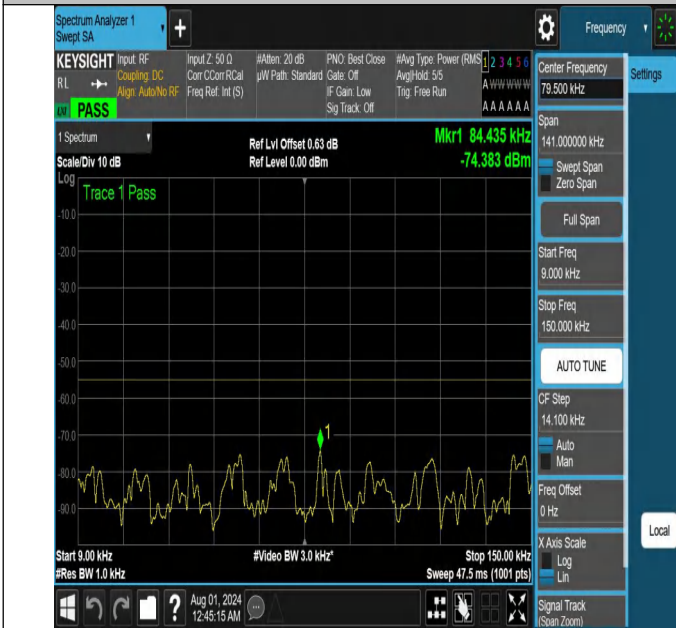 Spectrum Analyzer 1
Swept SA
+
Frequency
KEYSIGHT
RL
PASS
Input: RF
Coupling: DC
Align: Auto/No RF
Input Z: 50 Ω
Corr CCorr RCal
Freq Ref: Int (S)
#Atten: 20 dB
µW Path: Standard
PNO: Best Close
Gate: Off
IF Gain: Low
Sig Track: Off
#Avg Type: Power (RMS
Avg|Hold: 5/5
Trig: Free Run
1 2 3 4 5 6
A W W W W W
A A A A A A
1 Spectrum
Scale/Div 10 dB
Log
Ref Lvl Offset 0.63 dB
Ref Level 0.00 dBm
Mkr1 84.435 kHz
-74.383 dBm
Trace 1 Pass
-10.0
-20.0
-30.0
-40.0
-50.0
-60.0
-70.0
-80.0
-90.0
1
Start 9.00 kHz
#Res BW 1.0 kHz
#Video BW 3.0 kHz*
Stop 150.00 kHz
Sweep 47.5 ms (1001 pts)
Center Frequency
79.500 kHz
Span
141.000000 kHz
Swept Span
Zero Span
Full Span
Start Freq
9.000 kHz
Stop Freq
150.000 kHz
AUTO TUNE
CF Step
14.100 kHz
Auto
Man
Freq Offset
0 Hz
X Axis Scale
Log
Lin
Signal Track
(Span Zoom)
Settings
Local
?
Aug 01, 2024
12:45:15 AM